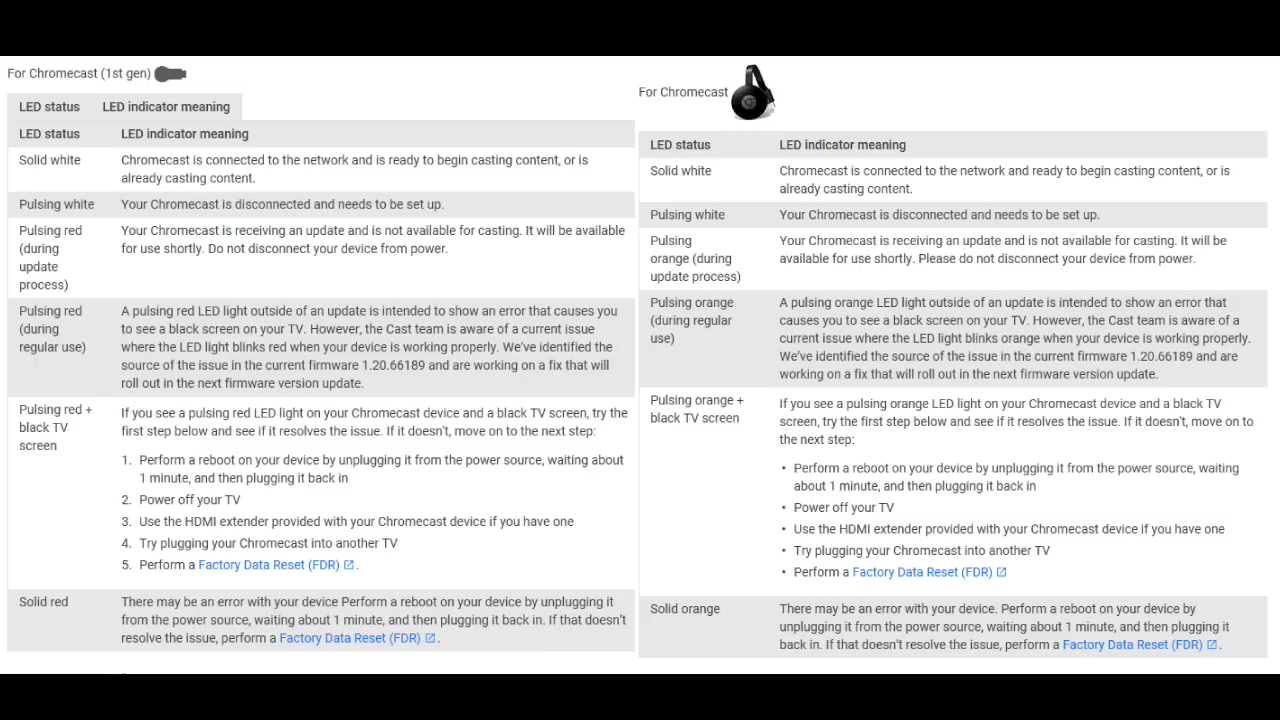 For Chromecast (1st gen)
LED status LED indicator meaning
LED status LED indicator meaning
Solid white Chromecast is connected to the network and is ready to begin casting content, or is
already casting content.
Pulsing white Your Chromecast is disconnected and needs to be set up.
Pulsing red Your Chromecast is receiving an update and is not available for casting. It will be available
(during for use shortly. Do not disconnect your device from power.
update
process)
Pulsing red A pulsing red LED light outside of an update is intended to show an error that causes you
(during to see a black screen on your TV. However, the Cast team is aware of a current issue
regular use) where the LED light blinks red when your device is working properly. We've identified the
source of the issue in the current firmware 1.20.66189 and are working on a fix that will
roll out in the next firmware version update.
Pulsing red + If you see a pulsing red LED light on your Chromecast device and a black TV screen, try the
black TV first step below and see if it resolves the issue. If it doesn't, move on to the next step:
screen
1. Perform a reboot on your device by unplugging it from the power source, waiting about
1 minute, and then plugging it back in
2. Power off your TV
3. Use the HDMI extender provided with your Chromecast device if you have one
4. Try plugging your Chromecast into another TV
5. Perform a Factory Data Reset (FDR).
Solid red There may be an error with your device Perform a reboot on your device by unplugging it
from the power source, waiting about 1 minute, and then plugging it back in. If that doesn't
resolve the issue, perform a Factory Data Reset (FDR).
For Chromecast
LED status LED indicator meaning
Solid white Chromecast is connected to the network and ready to begin casting content, or is
already casting content.
Pulsing white Your Chromecast is disconnected and needs to be set up.
Pulsing Your Chromecast is receiving an update and is not available for casting. It will be
orange (during available for use shortly. Please do not disconnect your device from power.
update process)
Pulsing orange A pulsing orange LED light outside of an update is intended to show an error that
(during regular causes you to see a black screen on your TV. However, the Cast team is aware of a
use) current issue where the LED light blinks orange when your device is working properly.
We've identified the source of the issue in the current firmware 1.20.66189 and are
working on a fix that will roll out in the next firmware version update.
Pulsing orange + If you see a pulsing orange LED light on your Chromecast device and a black TV
black TV screen screen, try the first step below and see if it resolves the issue. If it doesn't, move on to
the next step:
• Perform a reboot on your device by unplugging it from the power source, waiting
about 1 minute, and then plugging it back in
• Power off your TV
• Use the HDMI extender provided with your Chromecast device if you have one
• Try plugging your Chromecast into another TV
• Perform a Factory Data Reset (FDR)
Solid orange There may be an error with your device. Perform a reboot on your device by
unplugging it from the power source, waiting about 1 minute, and then plugging it
back in. If that doesn't resolve the issue, perform a Factory Data Reset (FDR).